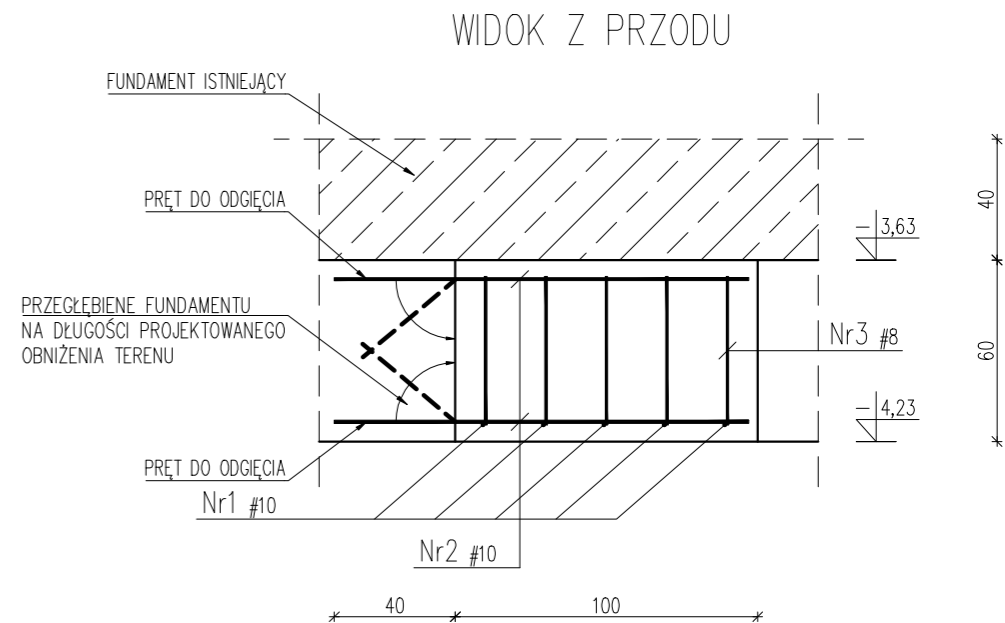 WIDOK Z PRZODU
FUNDAMENT ISTNIEJĄCY
PRĘT DO ODGIĘCIA
40
– 3,63
PRZEGŁĘBIENE FUNDAMENTU
NA DŁUGOŚCI PROJEKTOWANEGO
OBNIŻENIA TERENU
Nr3 #8
60
– 4,23
PRĘT DO ODGIĘCIA
Nr1 #10
Nr2 #10
40
100